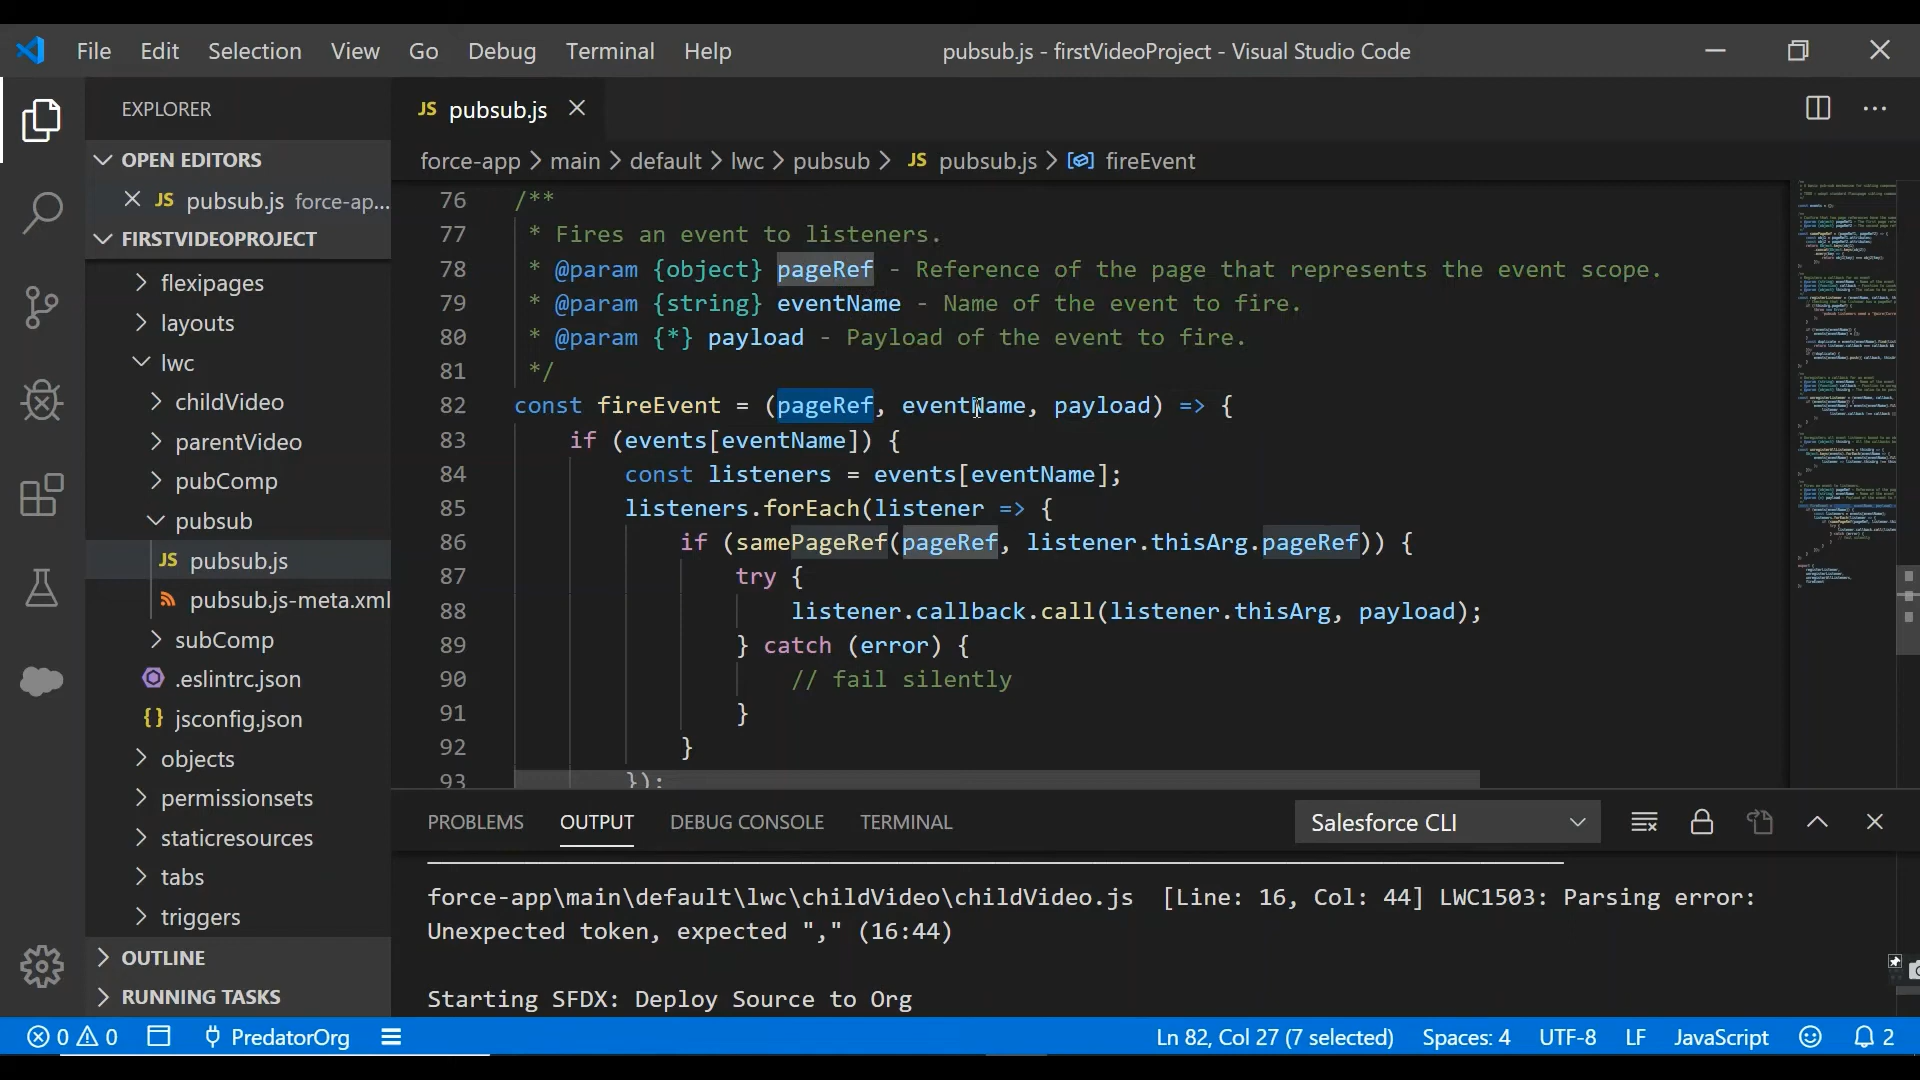 File Edit Selection View Go Debug Terminal Help pubsub.js - firstVideoProject - Visual Studio Code
EXPLORER
OPEN EDITORS
JS pubsub.js force-ap...
FIRSTVIDEOPROJECT
flexipages
layouts
lwc
childVideo
parentVideo
pubComp
pubsub
JS pubsub.js
pubsub.js-meta.xml
subComp
.eslintrc.json
{} jsconfig.json
objects
permissionsets
staticresources
tabs
triggers
OUTLINE
RUNNING TASKS
JS pubsub.js
force-app > main > default > lwc > pubsub > JS pubsub.js > fireEvent
76 /**
77 * Fires an event to listeners.
78 * @param {object} pageRef - Reference of the page that represents the event scope.
79 * @param {string} eventName - Name of the event to fire.
80 * @param {*} payload - Payload of the event to fire.
81 */
82 const fireEvent = (pageRef, eventName, payload) => {
83 if (events[eventName]) {
84 const listeners = events[eventName];
85 listeners.forEach(listener => {
86 if (samePageRef(pageRef, listener.thisArg.pageRef)) {
87 try {
88 listener.callback.call(listener.thisArg, payload);
89 } catch (error) {
90 // fail silently
91 }
92 }
93 });
PROBLEMS OUTPUT DEBUG CONSOLE TERMINAL Salesforce CLI
force-app\main\default\lwc\childVideo\childVideo.js [Line: 16, Col: 44] LWC1503: Parsing error:
Unexpected token, expected "," (16:44)
Starting SFDX: Deploy Source to Org
0 0 PredatorOrg Ln 82, Col 27 (7 selected) Spaces: 4 UTF-8 LF JavaScript 2